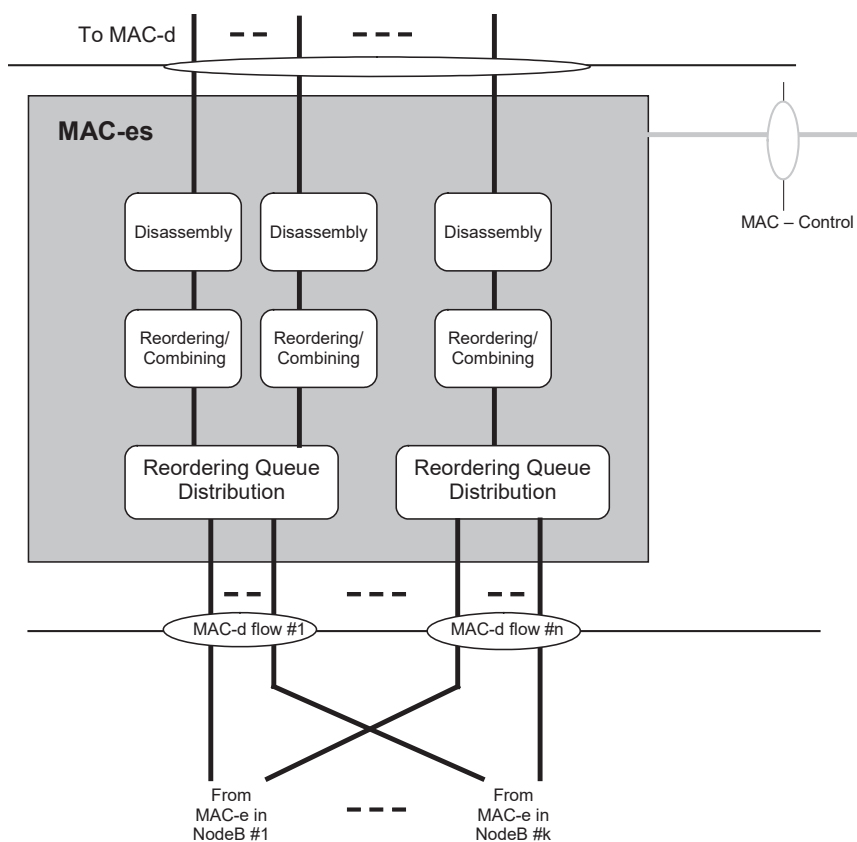 To MAC-d
MAC-es
MAC – Control
Disassembly
Disassembly
Disassembly
Reordering/
Combining
Reordering/
Combining
Reordering/
Combining
Reordering Queue
Distribution
Reordering Queue
Distribution
MAC-d flow #1
MAC-d flow #n
From
MAC-e in
NodeB #1
From
MAC-e in
NodeB #k